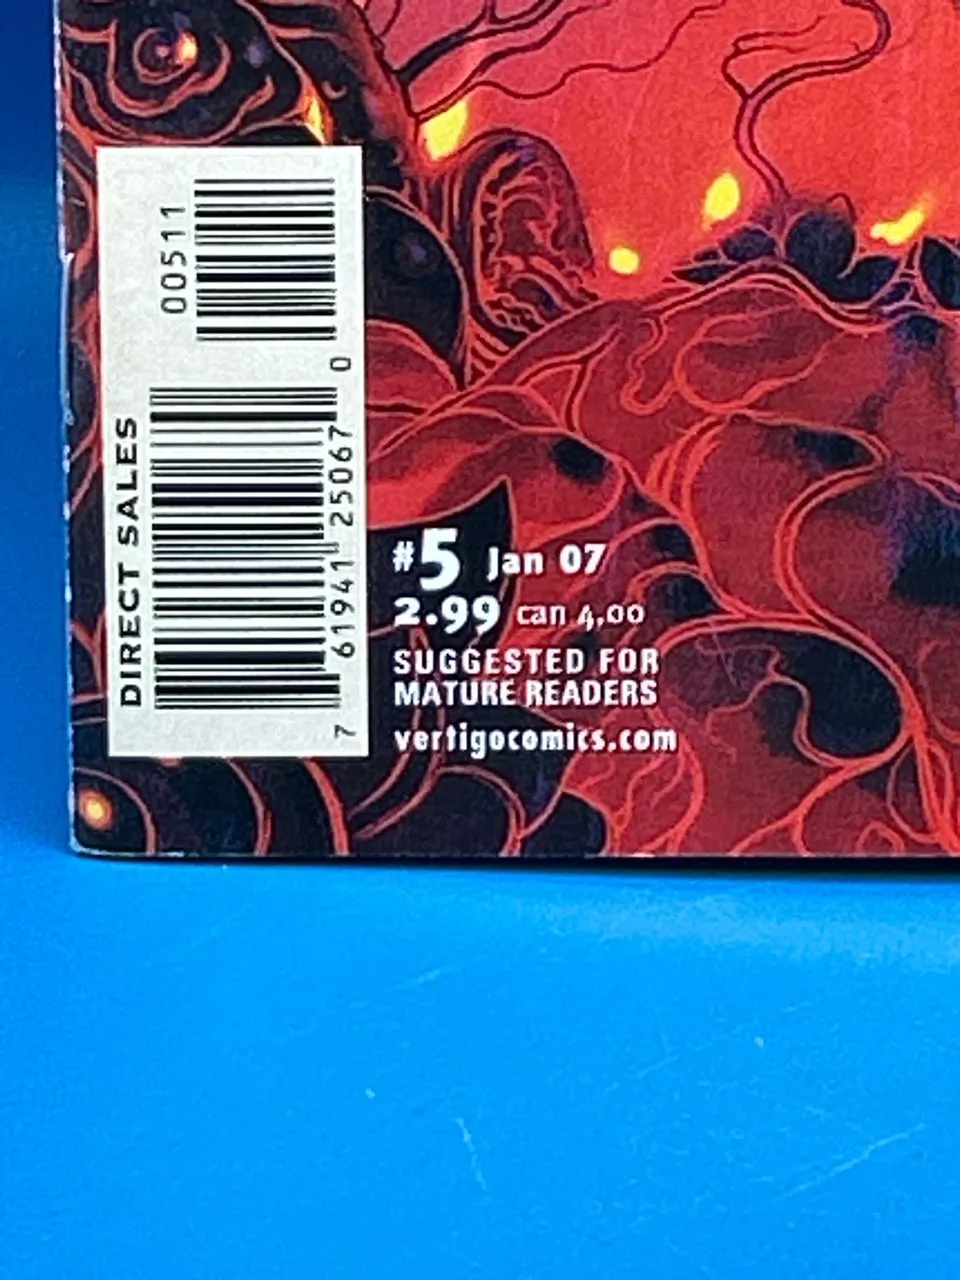 00511
DIRECT SALES
7 61941 25067 0
#5 Jan 07
2.99 can 4.00
SUGGESTED FOR
MATURE READERS
vertigocomics.com